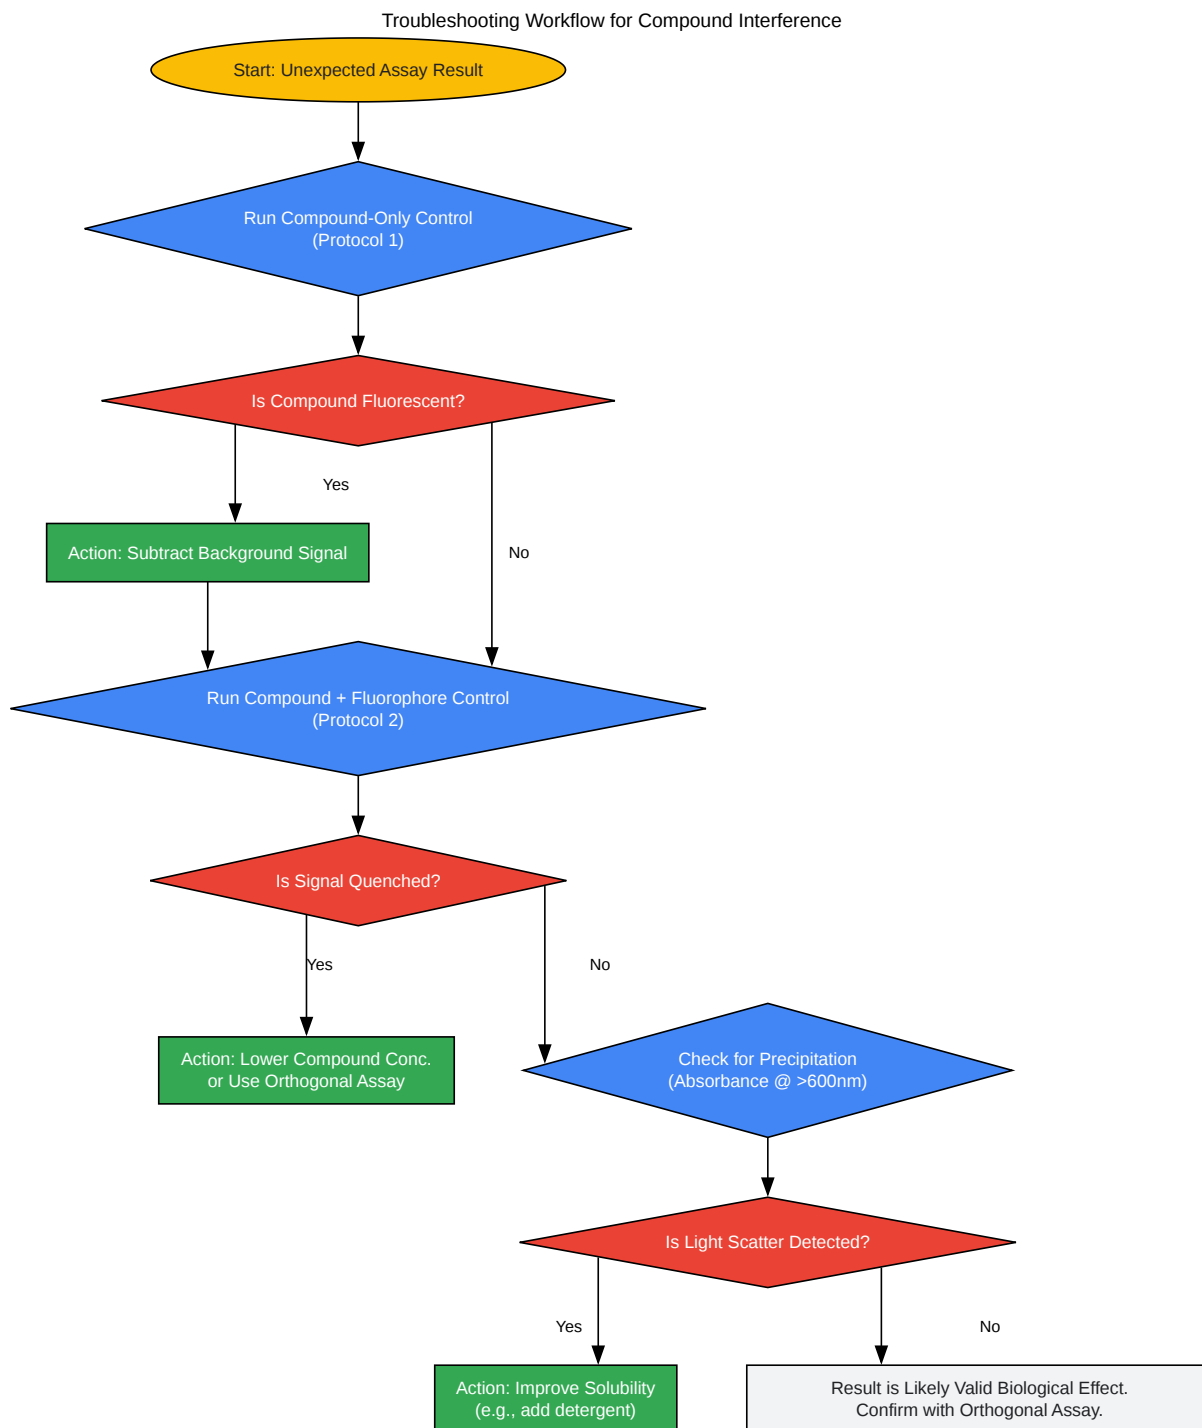 Troubleshooting Workflow for Compound Interference
Start: Unexpected Assay Result
Run Compound-Only Control
(Protocol 1)
Is Compound Fluorescent?
Yes
Action: Subtract Background Signal
No
Run Compound + Fluorophore Control
(Protocol 2)
Is Signal Quenched?
Yes
No
Action: Lower Compound Conc.
or Use Orthogonal Assay
Check for Precipitation
(Absorbance @ >600nm)
Is Light Scatter Detected?
Yes
No
Action: Improve Solubility
(e.g., add detergent)
Result is Likely Valid Biological Effect.
Confirm with Orthogonal Assay.